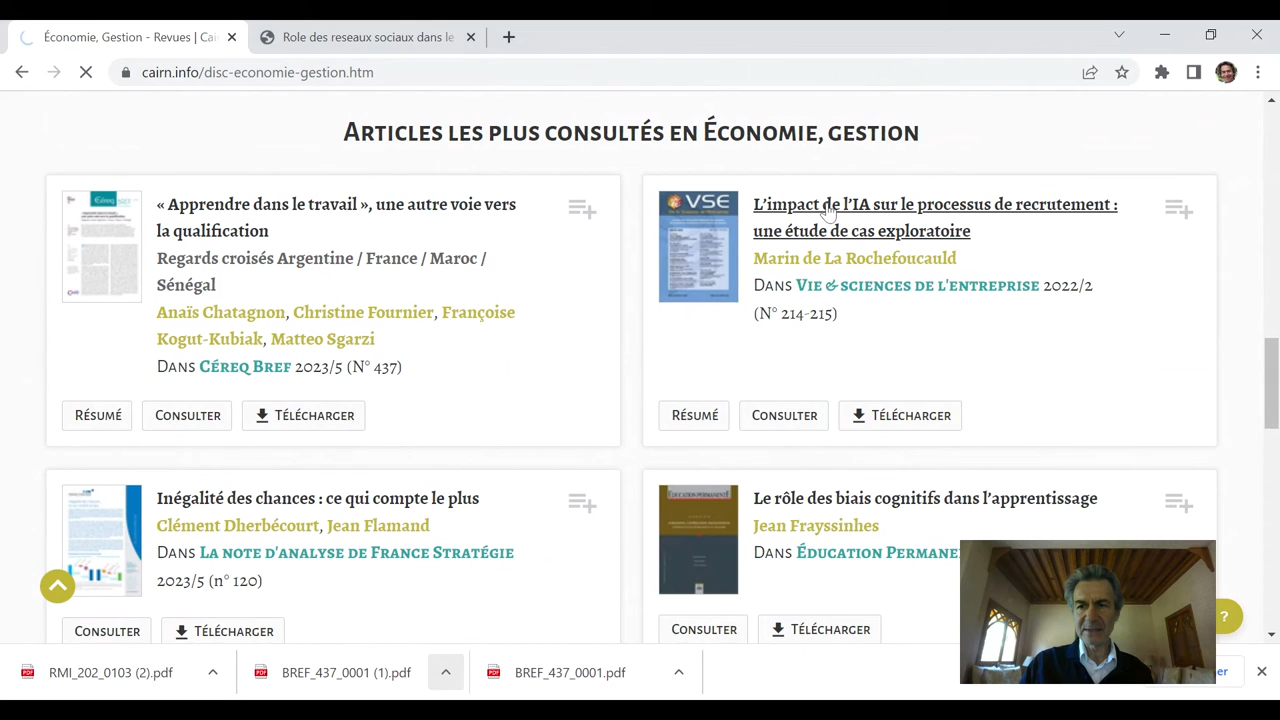 Économie, Gestion - Revues | Cai
Role des reseaux sociaux dans le
cairn.info/disc-economie-gestion.htm
Articles les plus consultés en Économie, gestion
« Apprendre dans le travail », une autre voie vers
la qualification
Regards croisés Argentine / France / Maroc /
Sénégal
Anaïs Chatagnon, Christine Fournier, Françoise
Kogut-Kubiak, Matteo Sgarzi
Dans Céreq Bref 2023/5 (N° 437)
Résumé
Consulter
Télécharger
VSE
L'impact de l'IA sur le processus de recrutement :
une étude de cas exploratoire
Marin de La Rochefoucauld
Dans Vie & sciences de l'entreprise 2022/2
(N° 214-215)
Résumé
Consulter
Télécharger
Inégalité des chances : ce qui compte le plus
Clément Dherbécourt, Jean Flamand
Dans La note d'analyse de France Stratégie
2023/5 (n° 120)
Consulter
Télécharger
Le rôle des biais cognitifs dans l'apprentissage
Jean Frayssinhes
Dans Éducation Permane
Consulter
Télécharger
?
RMI_202_0103 (2).pdf
BREF_437_0001 (1).pdf
BREF_437_0001.pdf
er